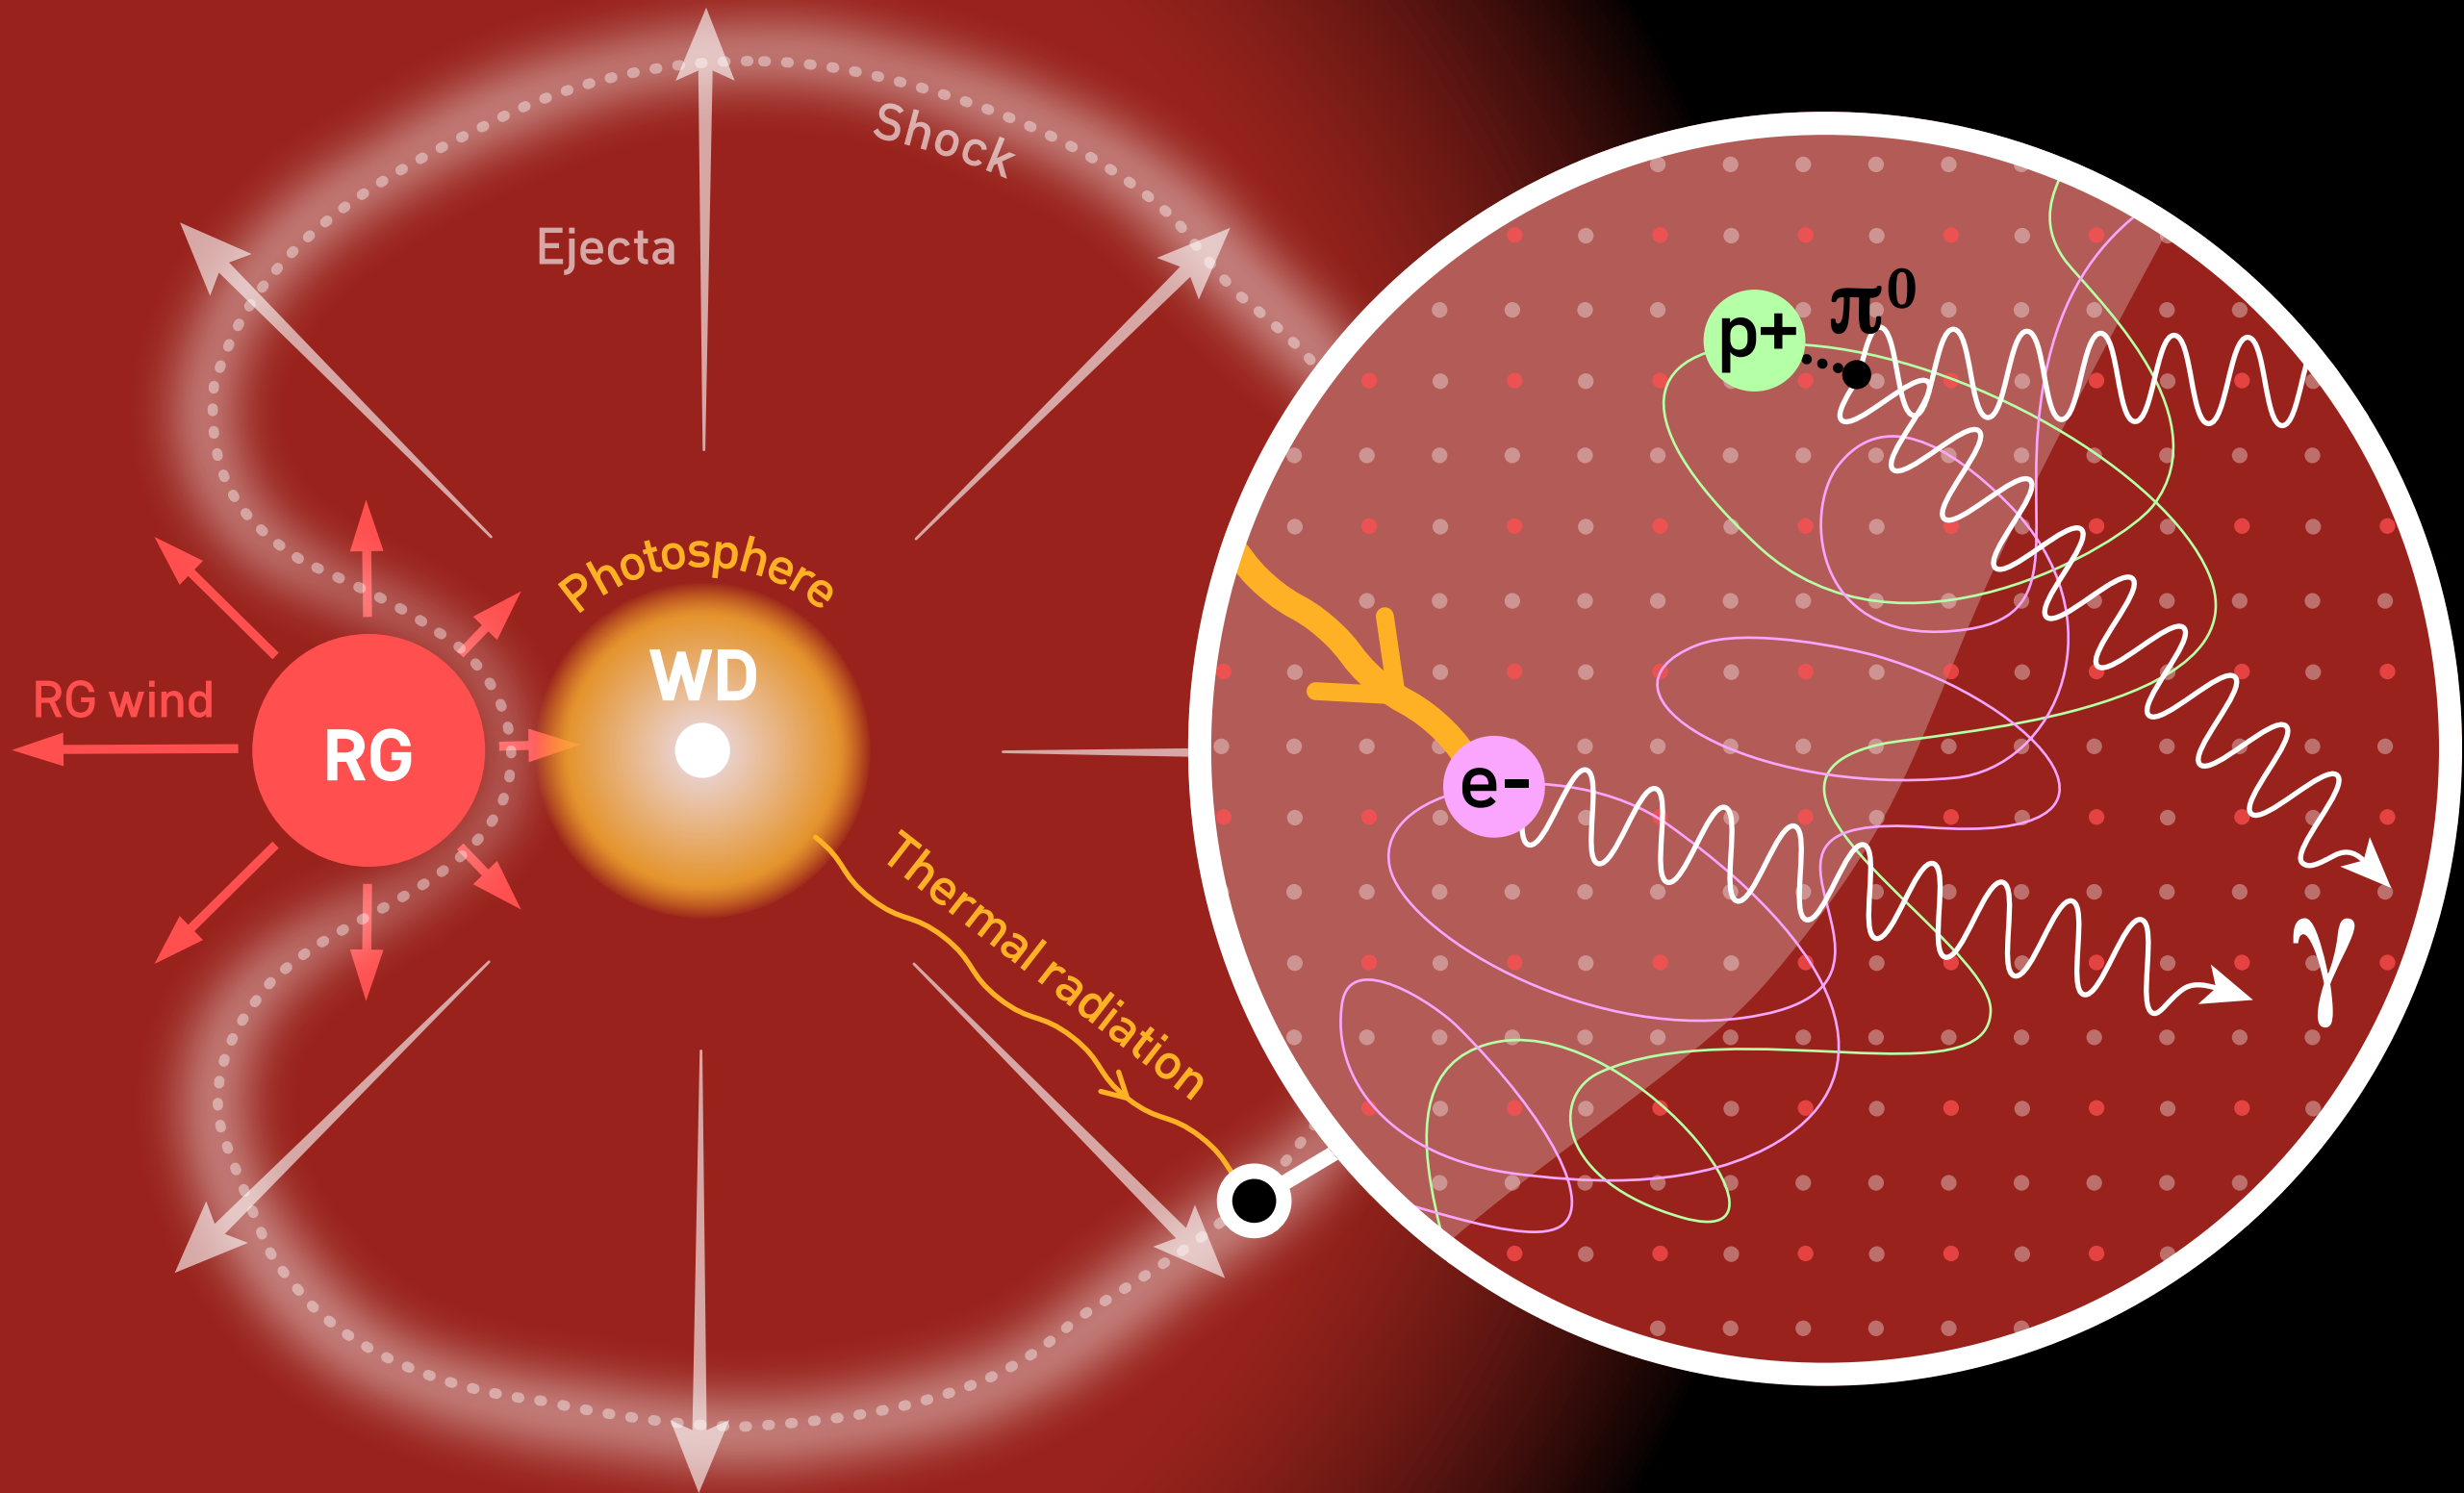 Shock
Ejecta
Photosphere
WD
RG wind
RG
Thermal radiation
π⁰
p+
e-
γ